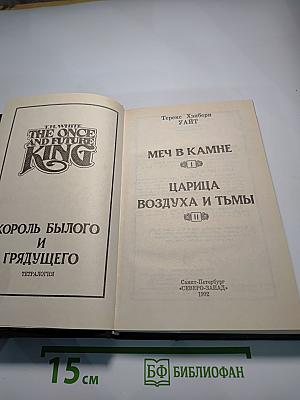 T.H. WHITE
THE ONCE
AND FUTURE
KING
КОРОЛЬ БЫЛОГО
И
ГРЯДУЩЕГО
ТЕТРАЛОГИЯ
Теренс Хэнбери
УАЙТ
МЕЧ В КАМНЕ
I
ЦАРИЦА
ВОЗДУХА И ТЬМЫ
II
Санкт-Петербург
«СЕВЕРО-ЗАПАД»
1992
15 см
БФ БИБЛИОФАН